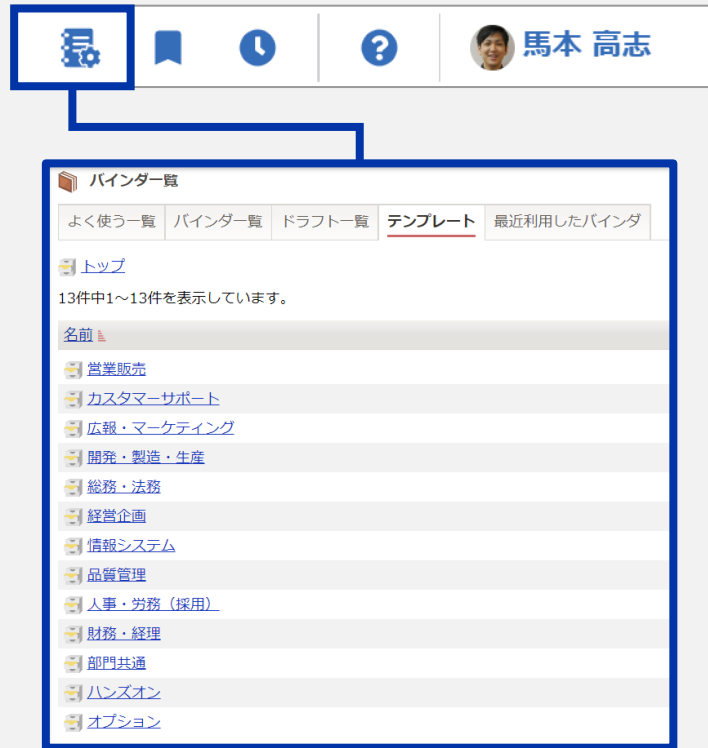 馬本 高志
バインダー覧
よく使う一覧 バインダー覧 ドラフト一覧 テンプレート 最近利用したバインダ
トップ
13件中1～13件を表示しています。
名前
営業販売
カスタマーサポート
広報・マーケティング
開発・製造・生産
総務・法務
経営企画
情報システム
品質管理
人事・労務（採用）
財務・経理
部門共通
ハンズオン
オプション